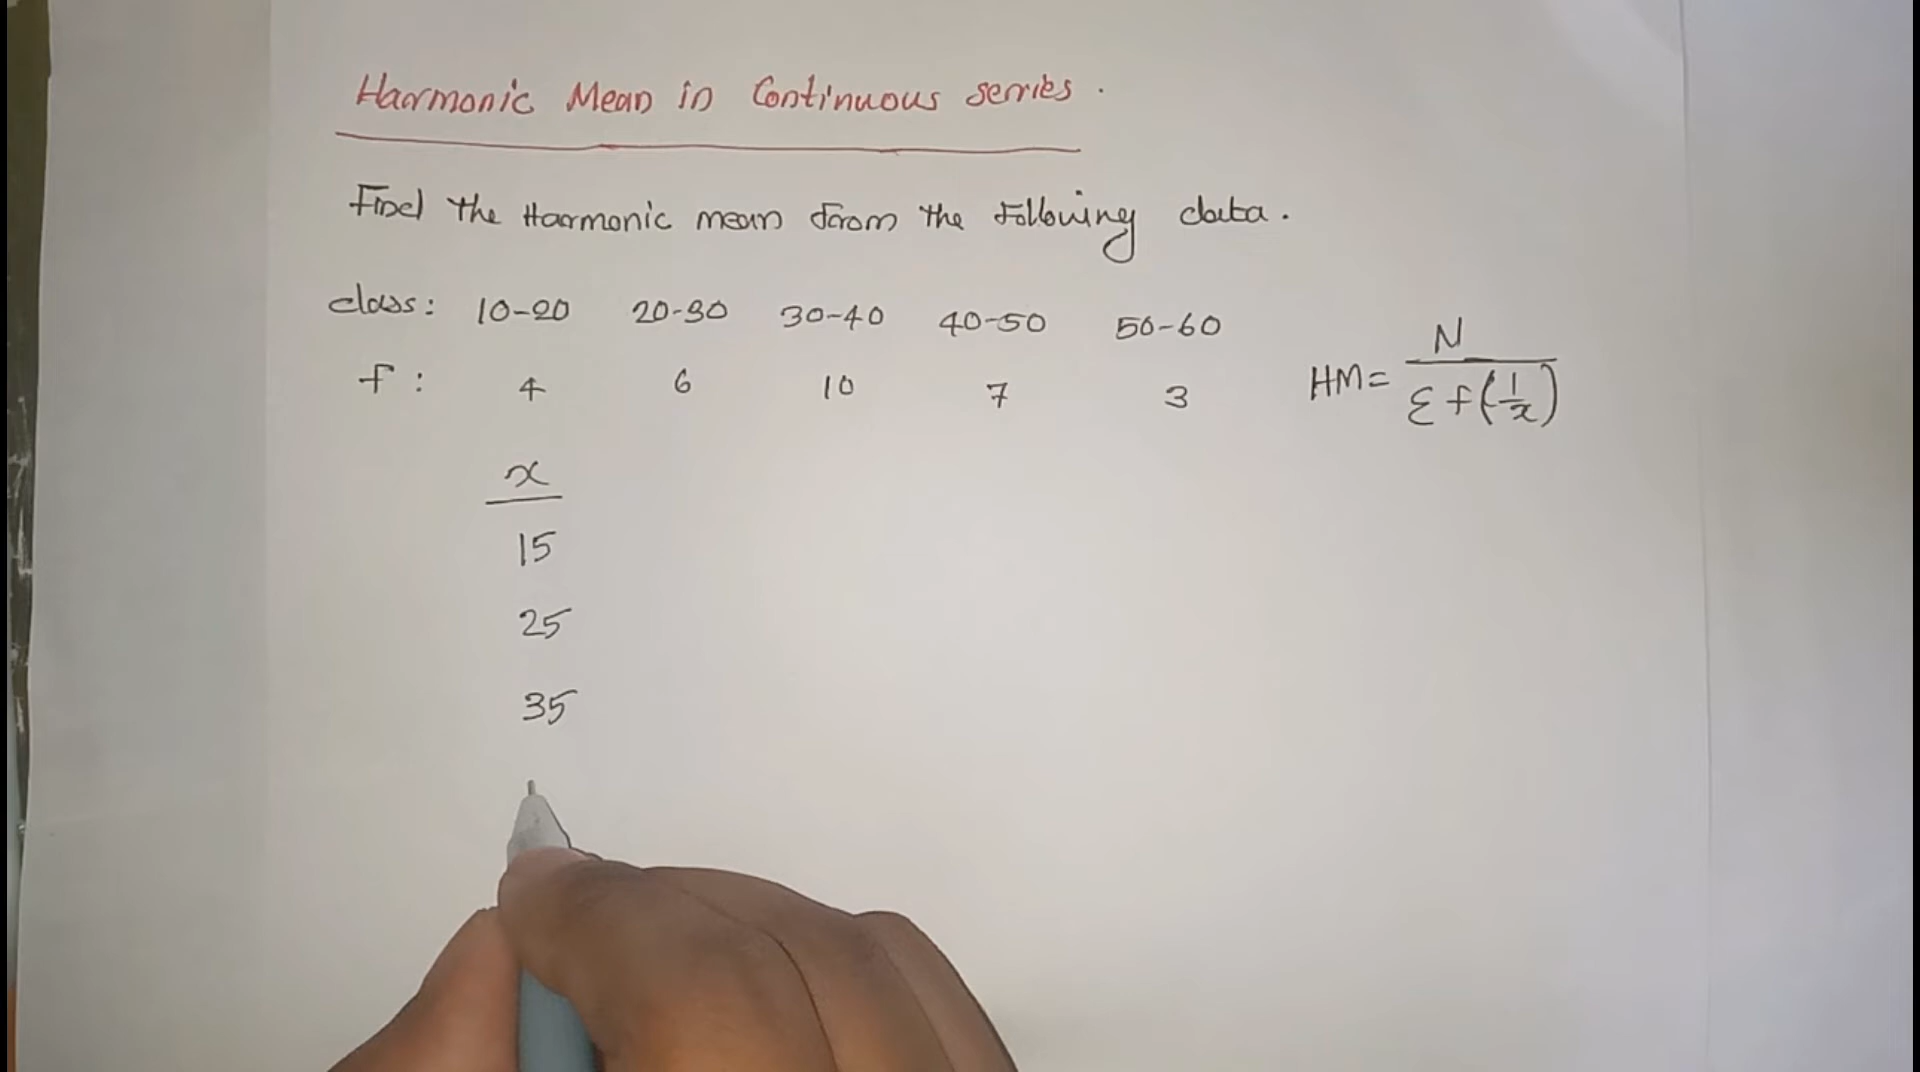 Harmonic Mean in Continuous series.
Find the Harmonic mean from the following data.
class: 10-20 20-30 30-40 40-50 50-60
f: 4 6 10 7 3
HM = N / Σf(1/x)
x
15
25
35